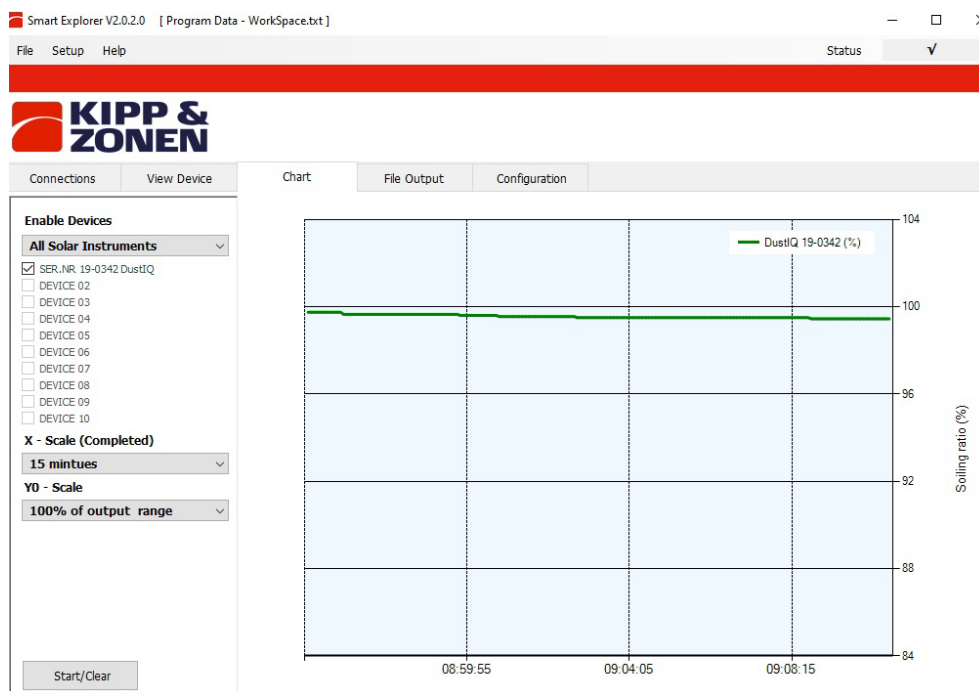 Smart Explorer V2.0.2.0 [ Program Data - WorkSpace.txt ]
File Setup Help Status √
KIPP &
ZONEN
Connections View Device Chart File Output Configuration
Enable Devices
All Solar Instruments
SER.NR. 19-0342 DustIQ
DEVICE 02
DEVICE 03
DEVICE 04
DEVICE 05
DEVICE 06
DEVICE 07
DEVICE 08
DEVICE 09
DEVICE 10
X - Scale (Completed)
15 mintues
Y0 - Scale
100% of output range
Start/Clear
DustIQ 19-0342 (%)
104
100
96
92
88
84
Soiling ratio (%)
08:59:55 09:04:05 09:08:15